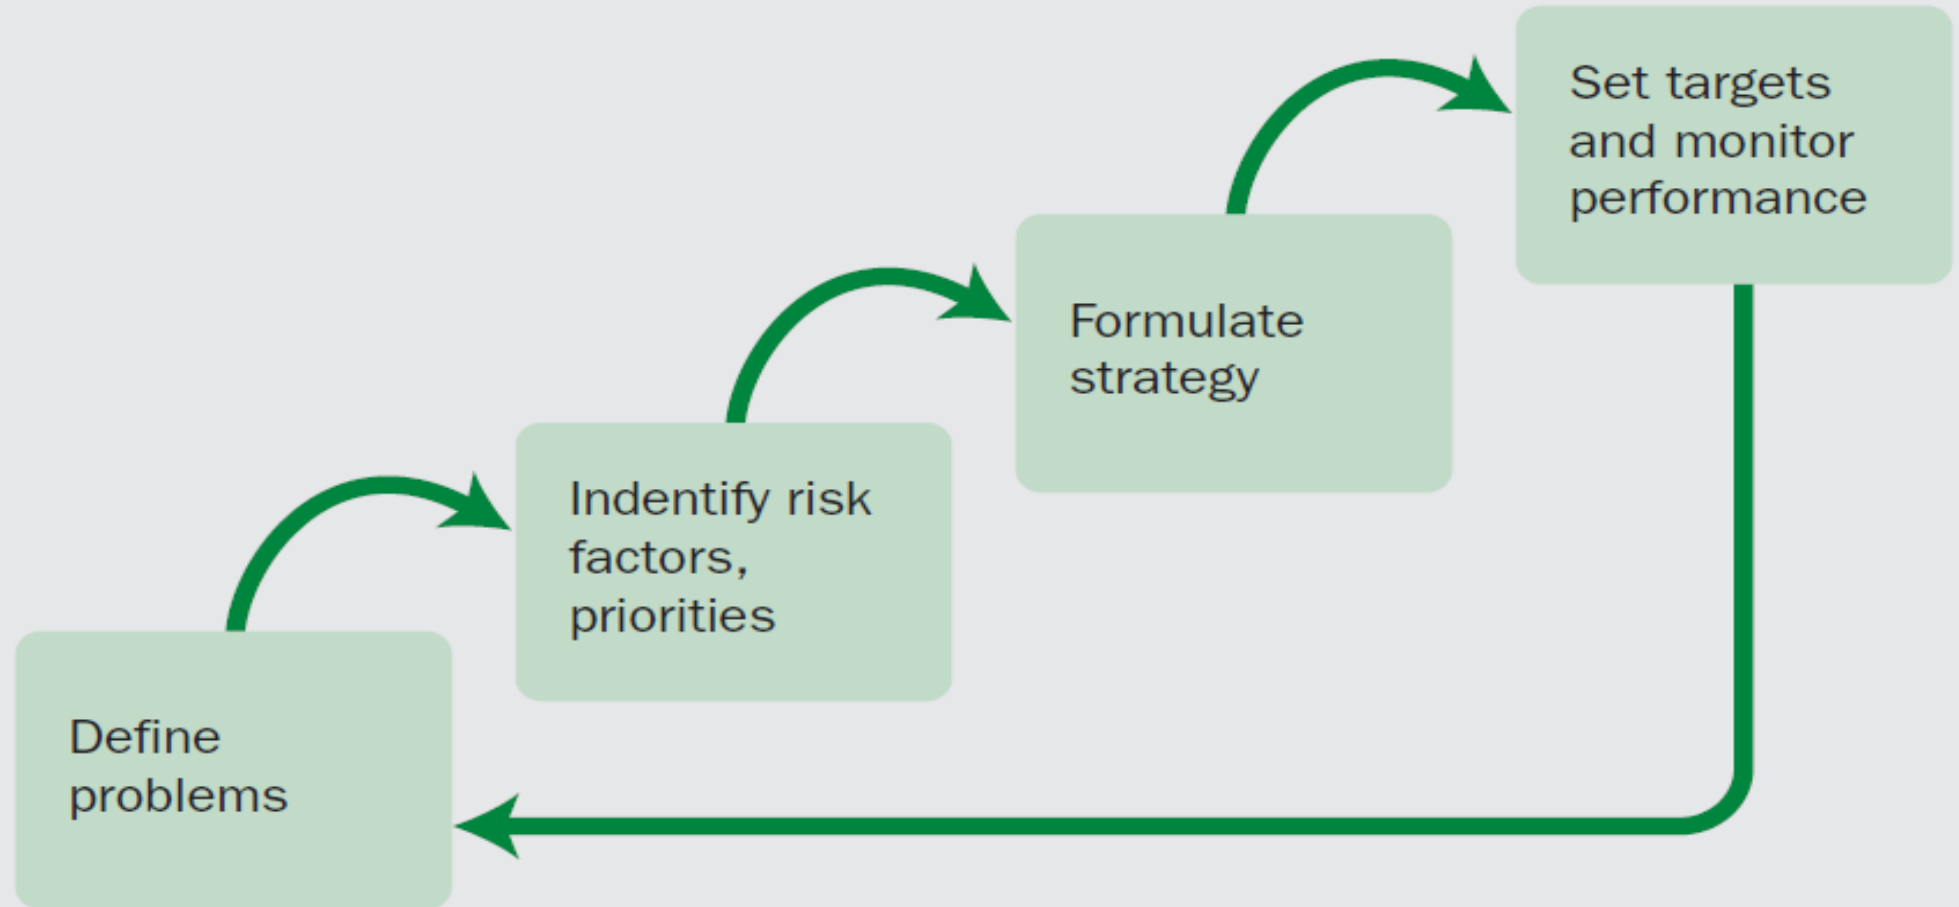 Define
problems
Indentify risk
factors,
priorities
Formulate
strategy
Set targets
and monitor
performance